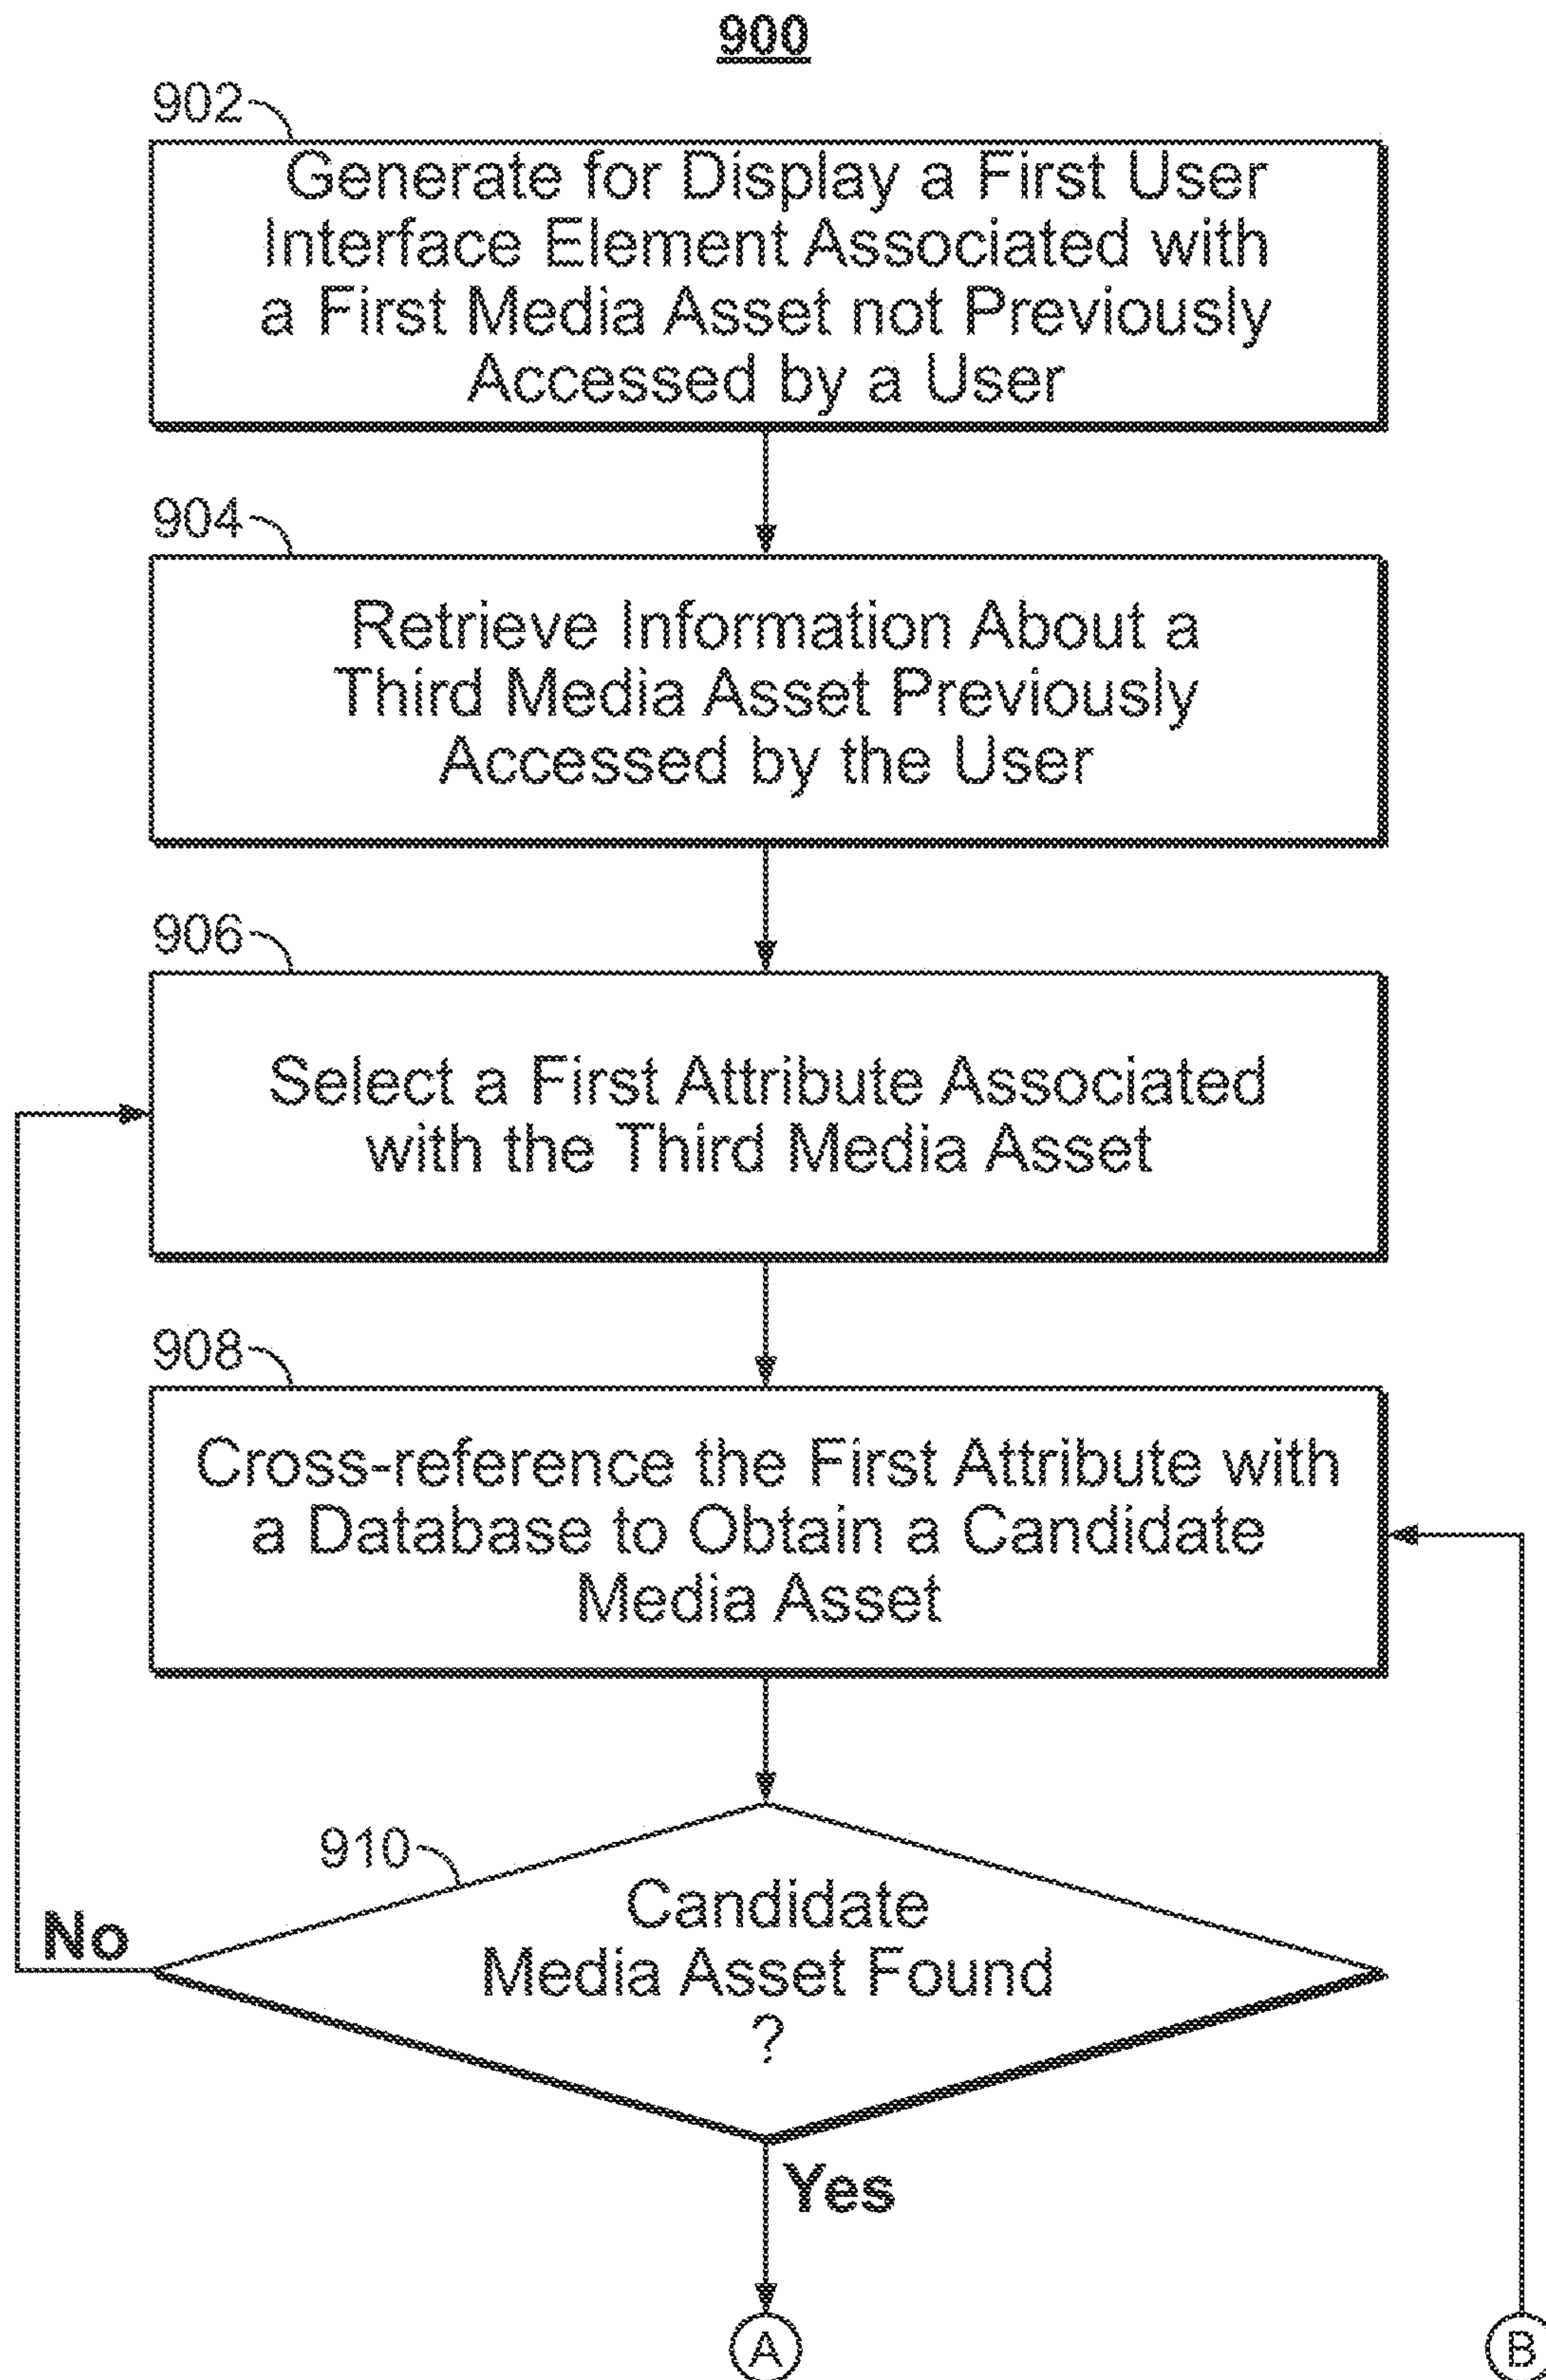 900
902
Generate for Display a First User
Interface Element Associated with
a First Media Asset not Previously
Accessed by a User
904
Retrieve Information About a
Third Media Asset Previously
Accessed by the User
906
Select a First Attribute Associated
with the Third Media Asset
908
Cross-reference the First Attribute with
a Database to Obtain a Candidate
Media Asset
910
Candidate
Media Asset Found
?
No
Yes
A
B